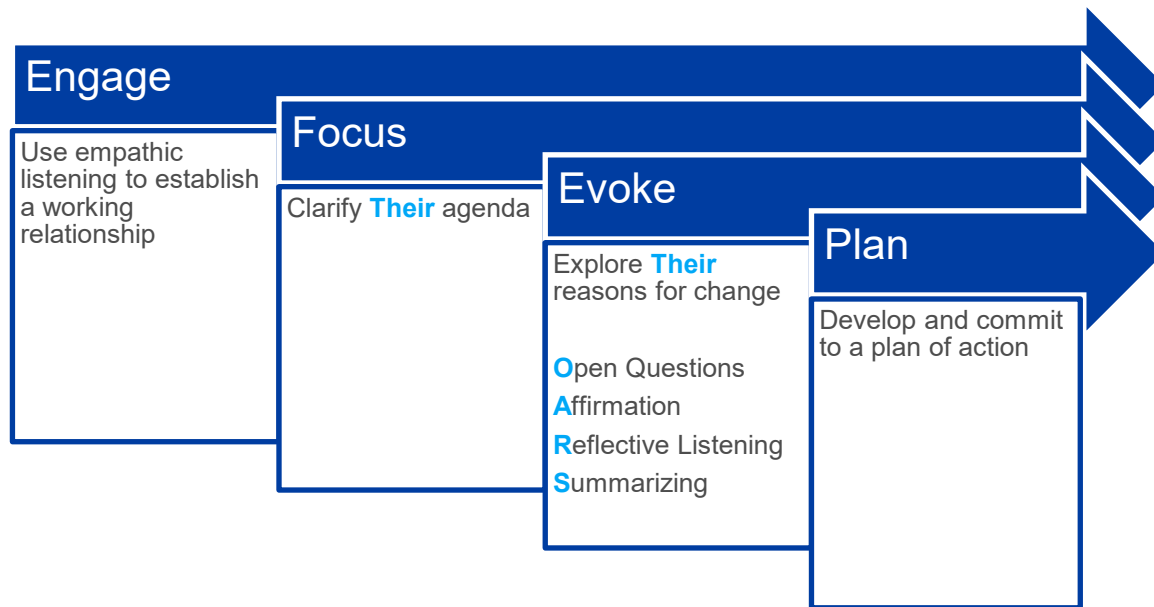 Engage
Use empathic
listening to establish
a working
relationship
Focus
Clarify Their agenda
Evoke
Explore Their
reasons for change
Open Questions
Affirmation
Reflective Listening
Summarizing
Plan
Develop and commit
to a plan of action